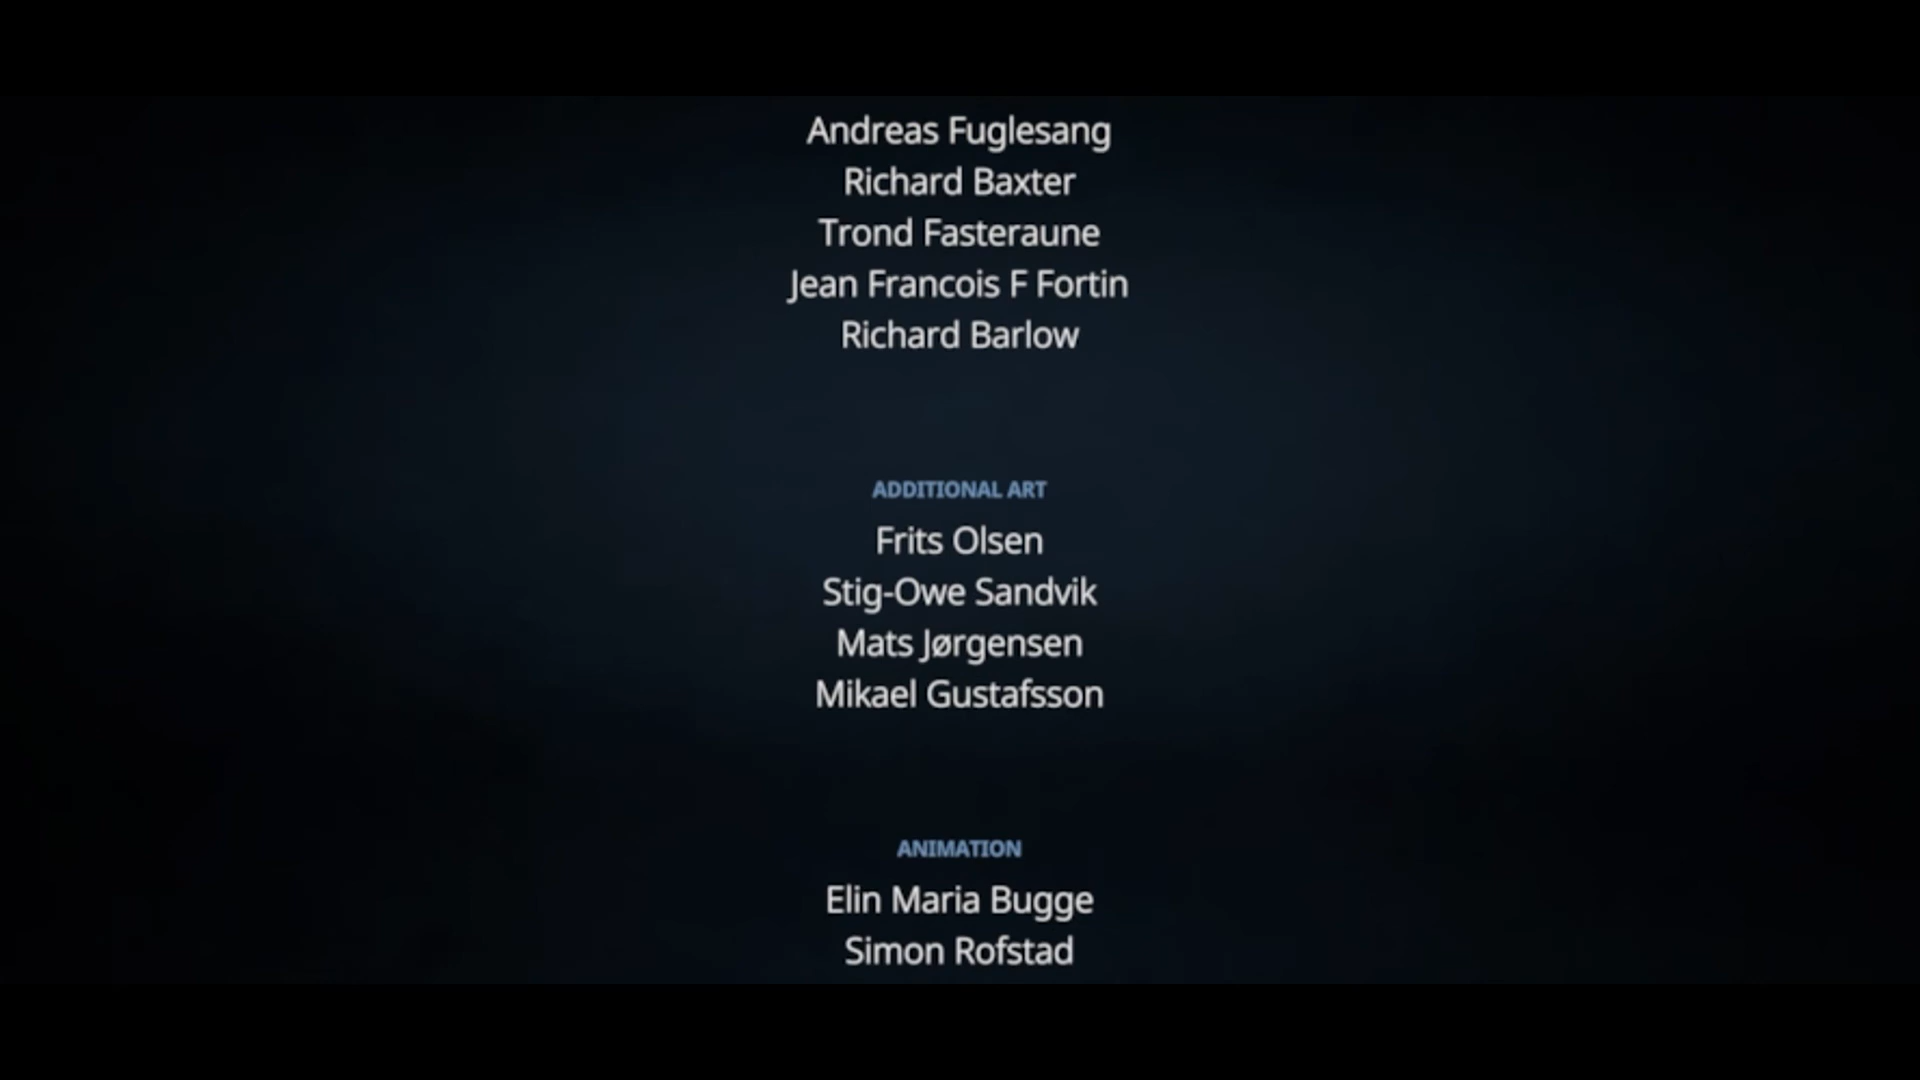 Andreas Fuglesang
Richard Baxter
Trond Fasteraune
Jean Francois F Fortin
Richard Barlow
ADDITIONAL ART
Frits Olsen
Stig-Owe Sandvik
Mats Jørgensen
Mikael Gustafsson
ANIMATION
Elin Maria Bugge
Simon Rofstad